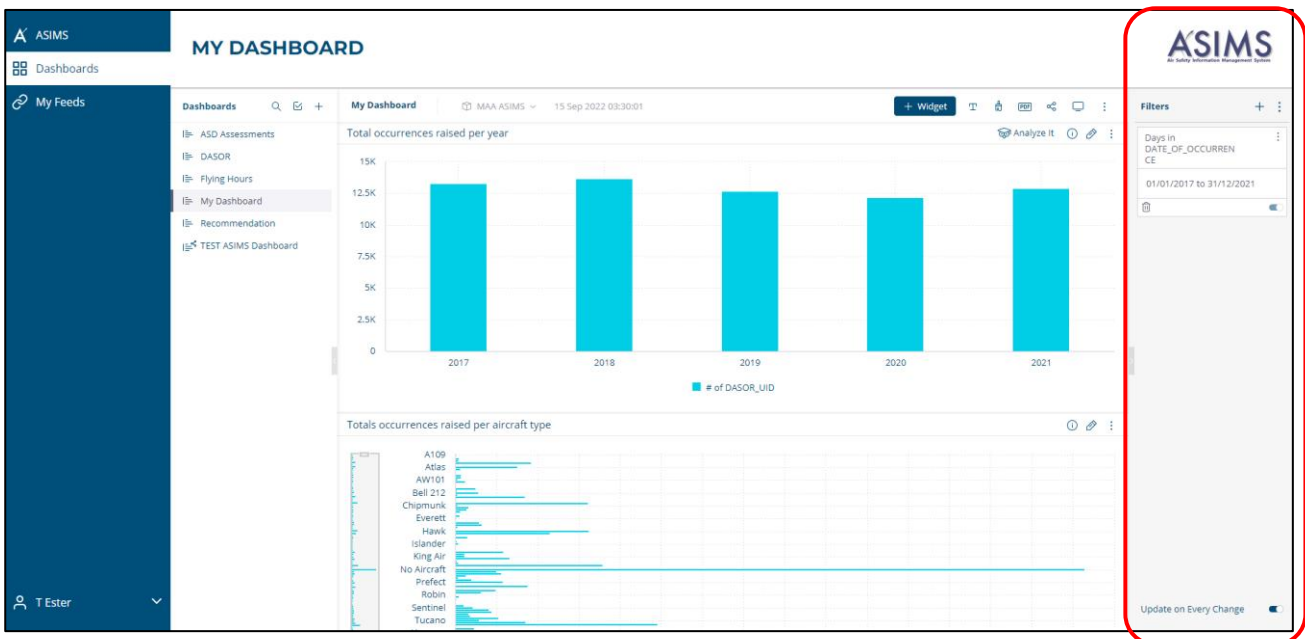 ASIMS
Dashboards
My Feeds
T Ester
MY DASHBOARD
ASIMS
Air Safety Information Management System
Dashboards
ASD Assessments
DASOR
Flying Hours
My Dashboard
Recommendation
TEST ASIMS Dashboard
My Dashboard
MAA ASIMS
15 Sep 2022 03:30:01
+ Widget
PDF
Total occurrences raised per year
Analyze It
15K
12.5K
10K
7.5K
5K
2.5K
0
2017 2018 2019 2020 2021
# of DASOR_UID
Totals occurrences raised per aircraft type
A109
Atlas
AW101
Bell 212
Chipmunk
Everett
Hawk
Islander
King Air
No Aircraft
Prefect
Robin
Sentinel
Tucano
Filters
Days in
DATE_OF_OCCURREN
CE
01/01/2017 to 31/12/2021
Update on Every Change